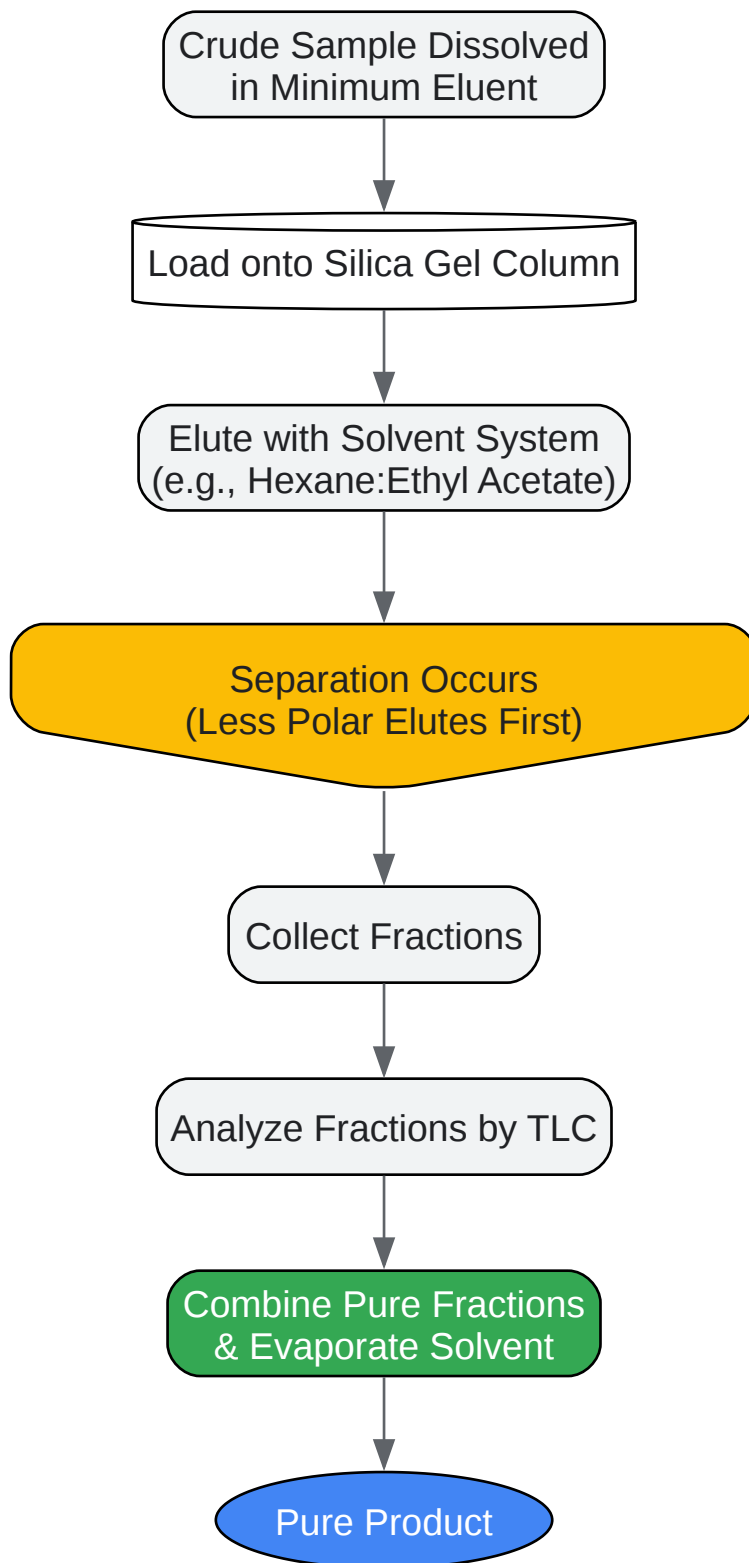 Crude Sample Dissolved
in Minimum Eluent
Load onto Silica Gel Column
Elute with Solvent System
(e.g., Hexane:Ethyl Acetate)
Separation Occurs
(Less Polar Elutes First)
Collect Fractions
Analyze Fractions by TLC
Combine Pure Fractions
& Evaporate Solvent
Pure Product